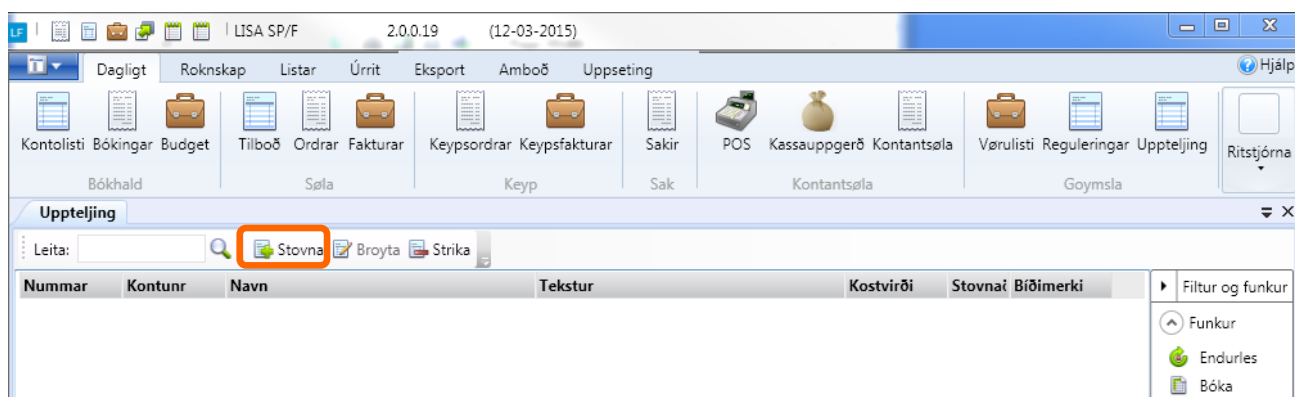 LF LISA SP/F 2.0.0.19 (12-03-2015)
Dagligt Roknskap Listar Úrrit Eksport Amboð Uppseting Hjálp
Kontolisti Bókingar Budget Tilboð Ordrar Fakturar Keypsordrar Keypsfakturar Sakir POS Kassauppgerð Kontantsøla Vørulisti Reguleringar Uppteljing Ritstjórna
Bókhald Søla Keyp Sak Kontantsøla Goymsla
Uppteljing
Leita: Stovna Broyta Strika
Nummar Kontunr Navn Tekstur Kostvirði Stovnað Bíðimerki Filtur og funkur
Funkur
Endurles
Bóka